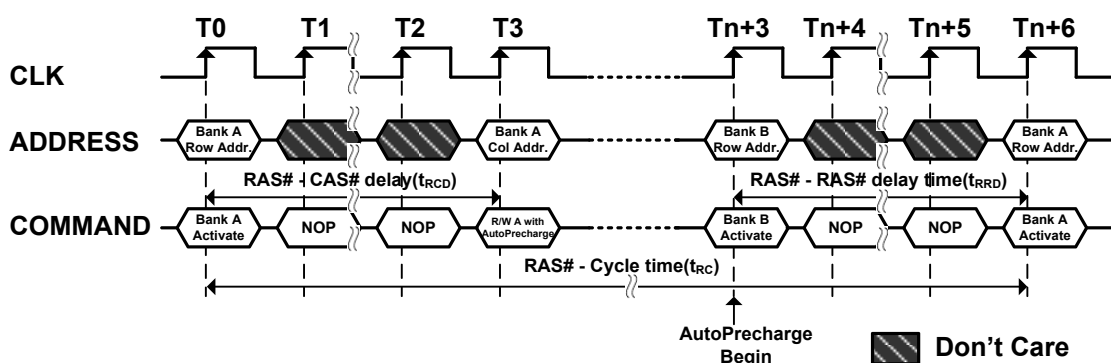 T0 T1 T2 T3 Tn+3 Tn+4 Tn+5 Tn+6
CLK
ADDRESS
Bank A
Row Addr.
Bank A
Col Addr.
Bank B
Row Addr.
Bank A
Row Addr.
RAS# - CAS# delay(tRCD)
RAS# - RAS# delay time(tRRD)
COMMAND
Bank A
Activate
NOP
NOP
R/W A with
AutoPrecharge
Bank B
Activate
NOP
NOP
Bank A
Activate
RAS# - Cycle time(tRC)
AutoPrecharge
Begin
Don't Care